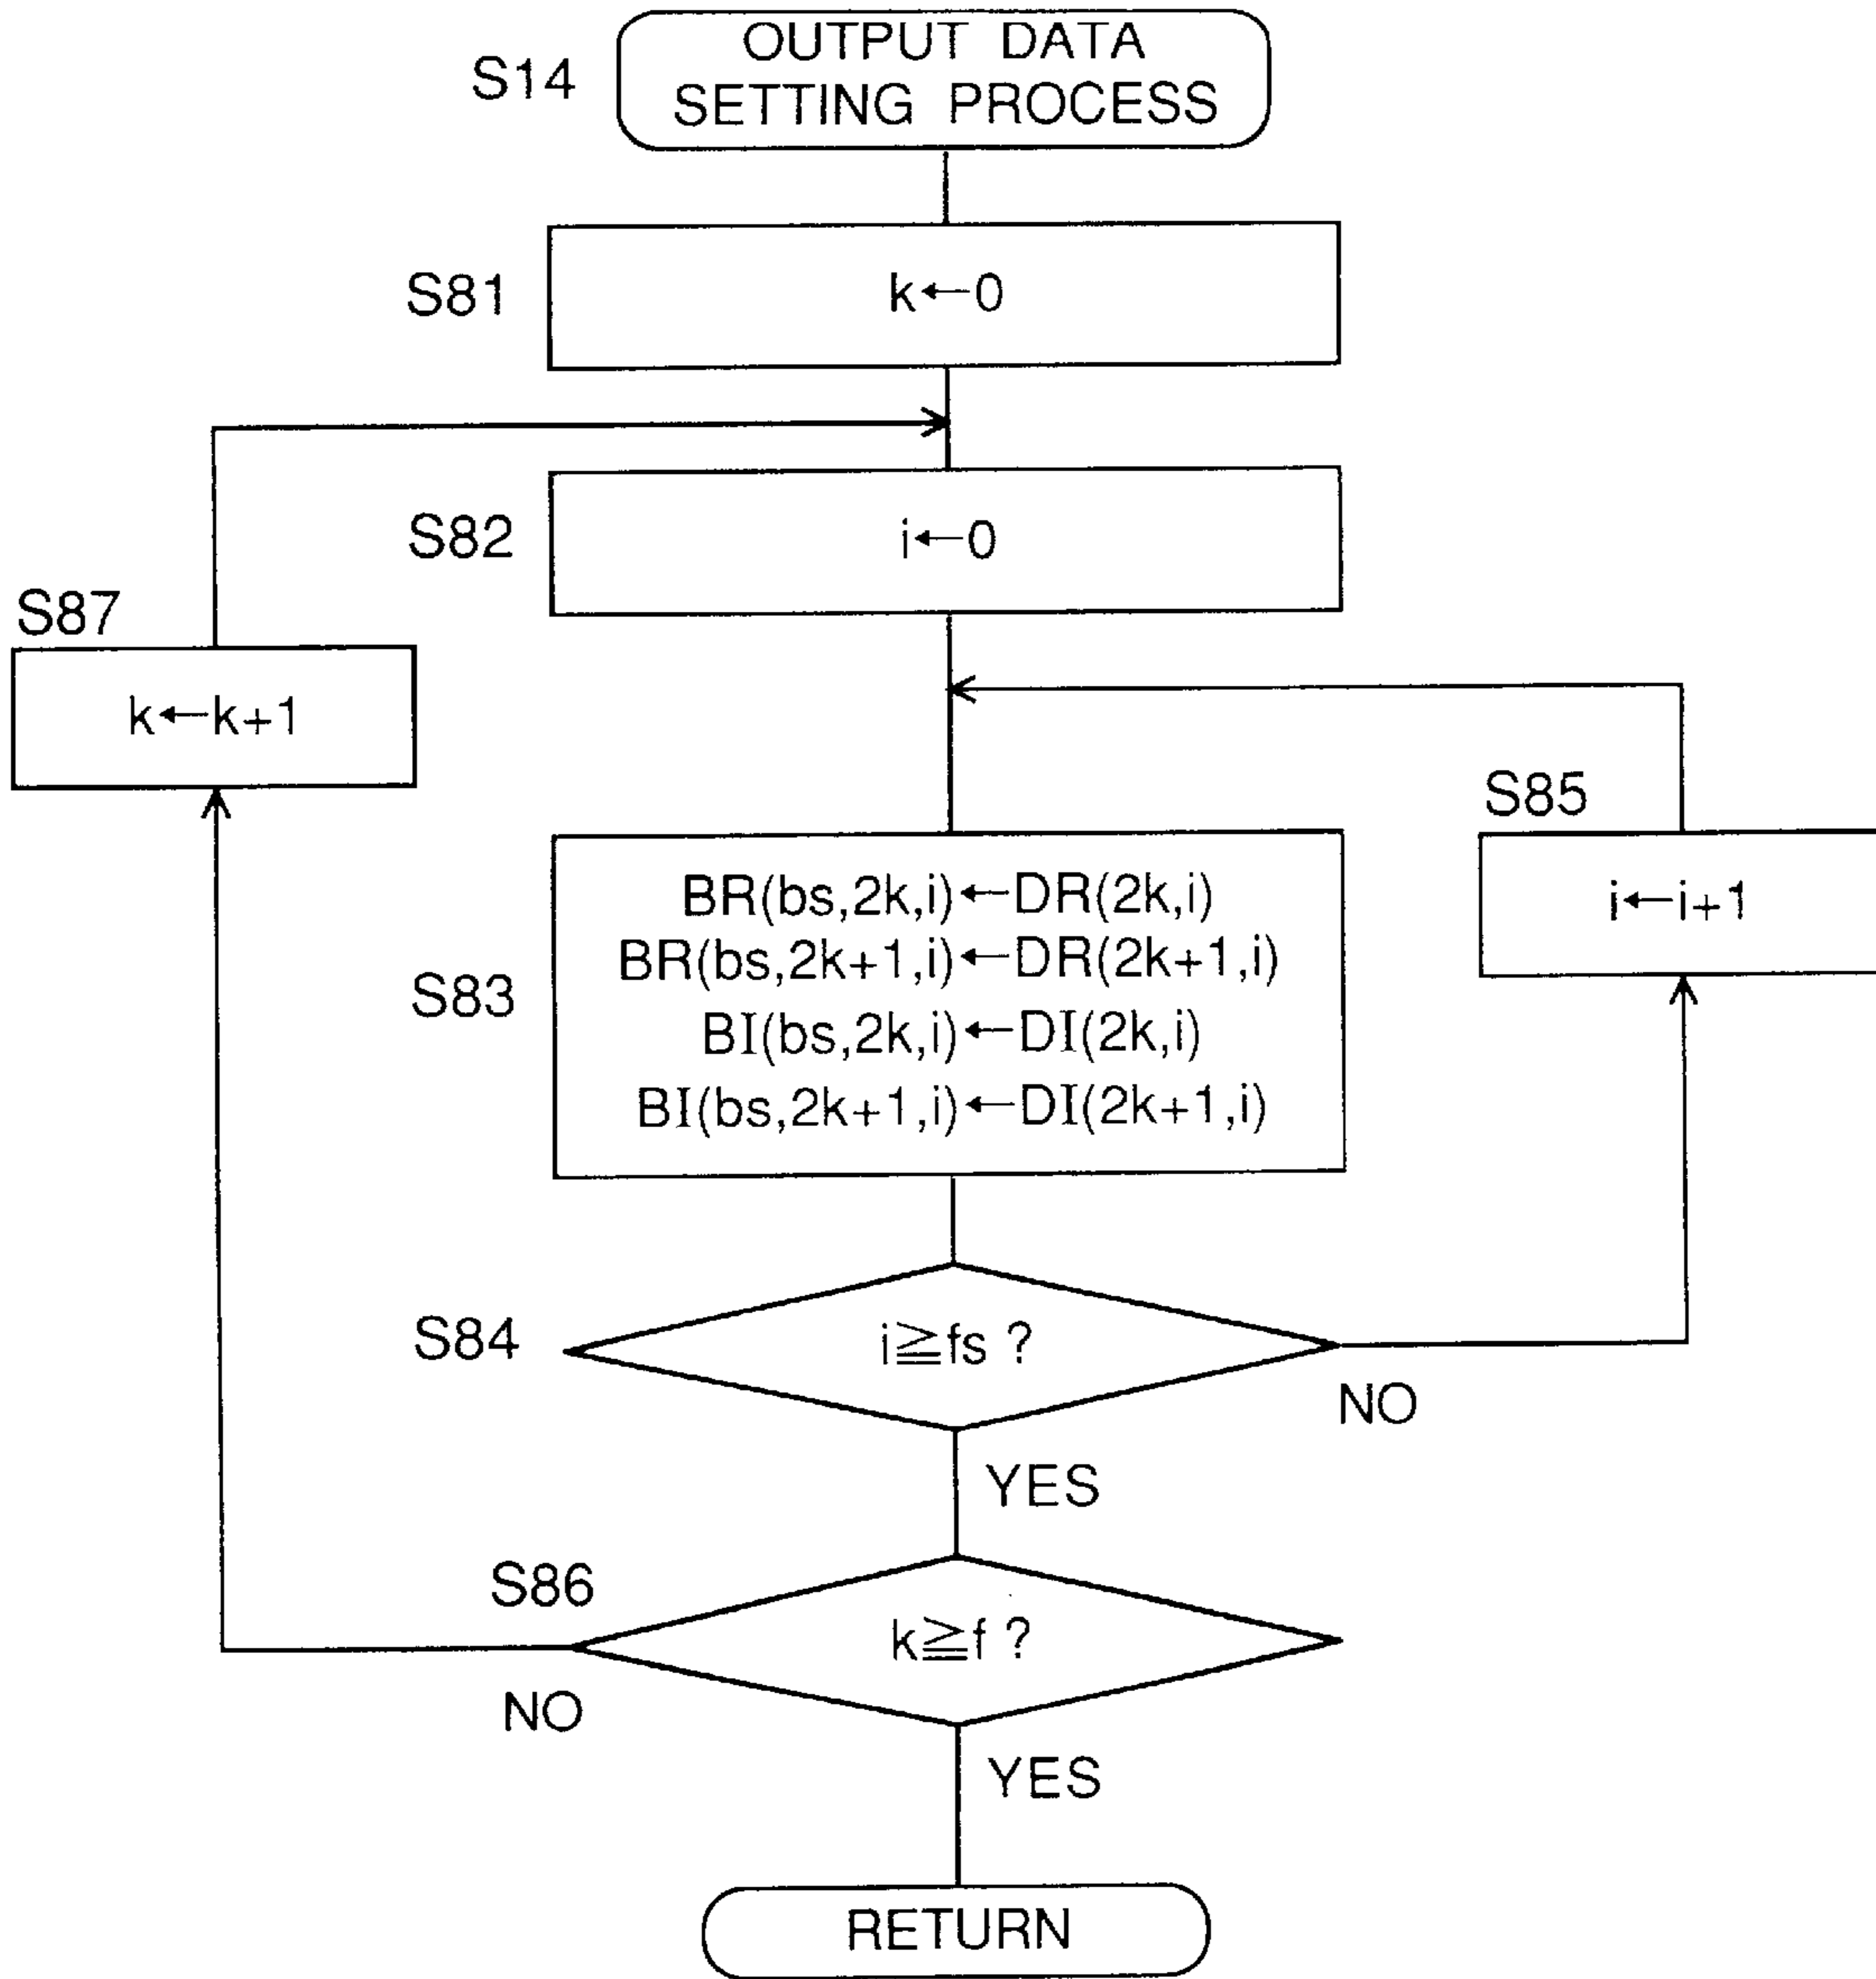 S14
OUTPUT DATA
SETTING PROCESS
S81
k←0
S82
i←0
S87
k←k+1
S85
i←i+1
S83
BR(bs,2k,i)←DR(2k,i)
BR(bs,2k+1,i)←DR(2k+1,i)
BI(bs,2k,i)←DI(2k,i)
BI(bs,2k+1,i)←DI(2k+1,i)
S84
i≧fs ?
NO
YES
S86
k≧f ?
NO
YES
RETURN